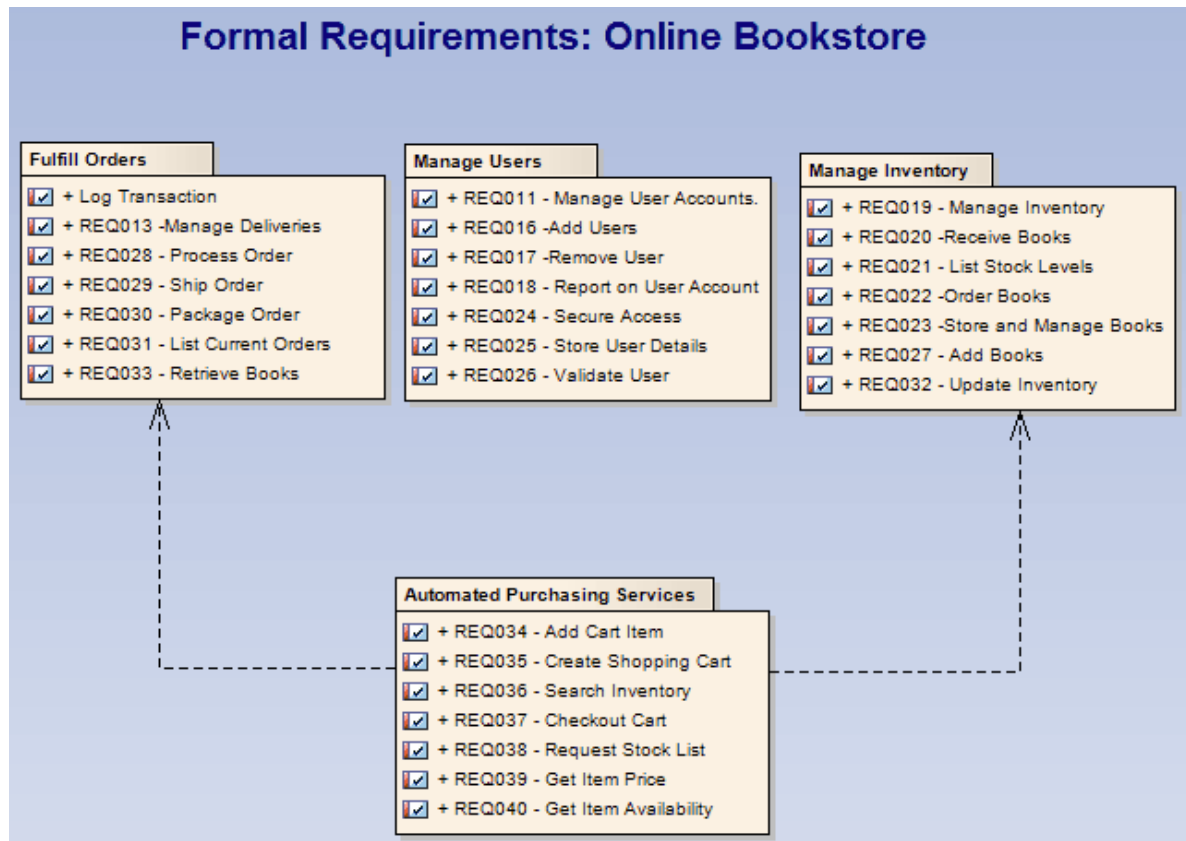 Formal Requirements: Online Bookstore
Fulfill Orders
+ Log Transaction
+ REQ013 -Manage Deliveries
+ REQ028 - Process Order
+ REQ029 - Ship Order
+ REQ030 - Package Order
+ REQ031 - List Current Orders
+ REQ033 - Retrieve Books
Manage Users
+ REQ011 - Manage User Accounts.
+ REQ016 -Add Users
+ REQ017 -Remove User
+ REQ018 - Report on User Account
+ REQ024 - Secure Access
+ REQ025 - Store User Details
+ REQ026 - Validate User
Manage Inventory
+ REQ019 - Manage Inventory
+ REQ020 -Receive Books
+ REQ021 - List Stock Levels
+ REQ022 -Order Books
+ REQ023 -Store and Manage Books
+ REQ027 - Add Books
+ REQ032 - Update Inventory
Automated Purchasing Services
+ REQ034 - Add Cart Item
+ REQ035 - Create Shopping Cart
+ REQ036 - Search Inventory
+ REQ037 - Checkout Cart
+ REQ038 - Request Stock List
+ REQ039 - Get Item Price
+ REQ040 - Get Item Availability